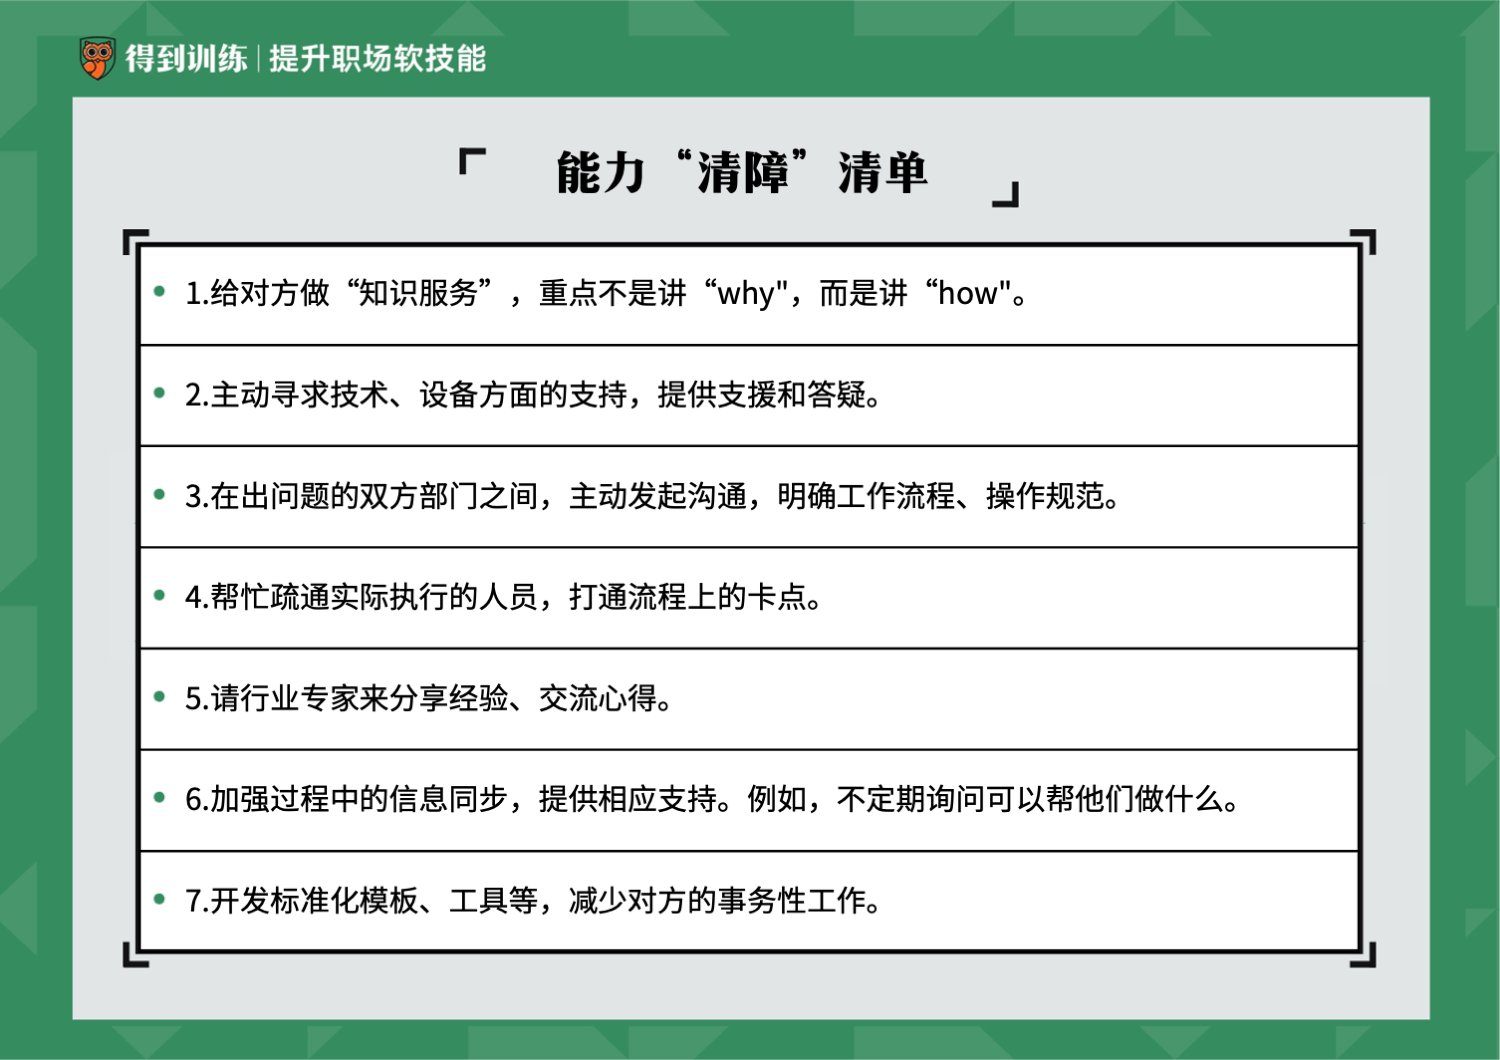 得到训练|提升职场软技能
能力“清障”清单
1.给对方做“知识服务”，重点不是讲“why"，而是讲“how"。
2.主动寻求技术、设备方面的支持，提供支援和答疑。
3.在出问题的双方部门之间，主动发起沟通，明确工作流程、操作规范。
4.帮忙疏通实际执行的人员，打通流程上的卡点。
5.请行业专家来分享经验、交流心得。
6.加强过程中的信息同步，提供相应支持。例如，不定期询问可以帮他们做什么。
7.开发标准化模板、工具等，减少对方的事务性工作。